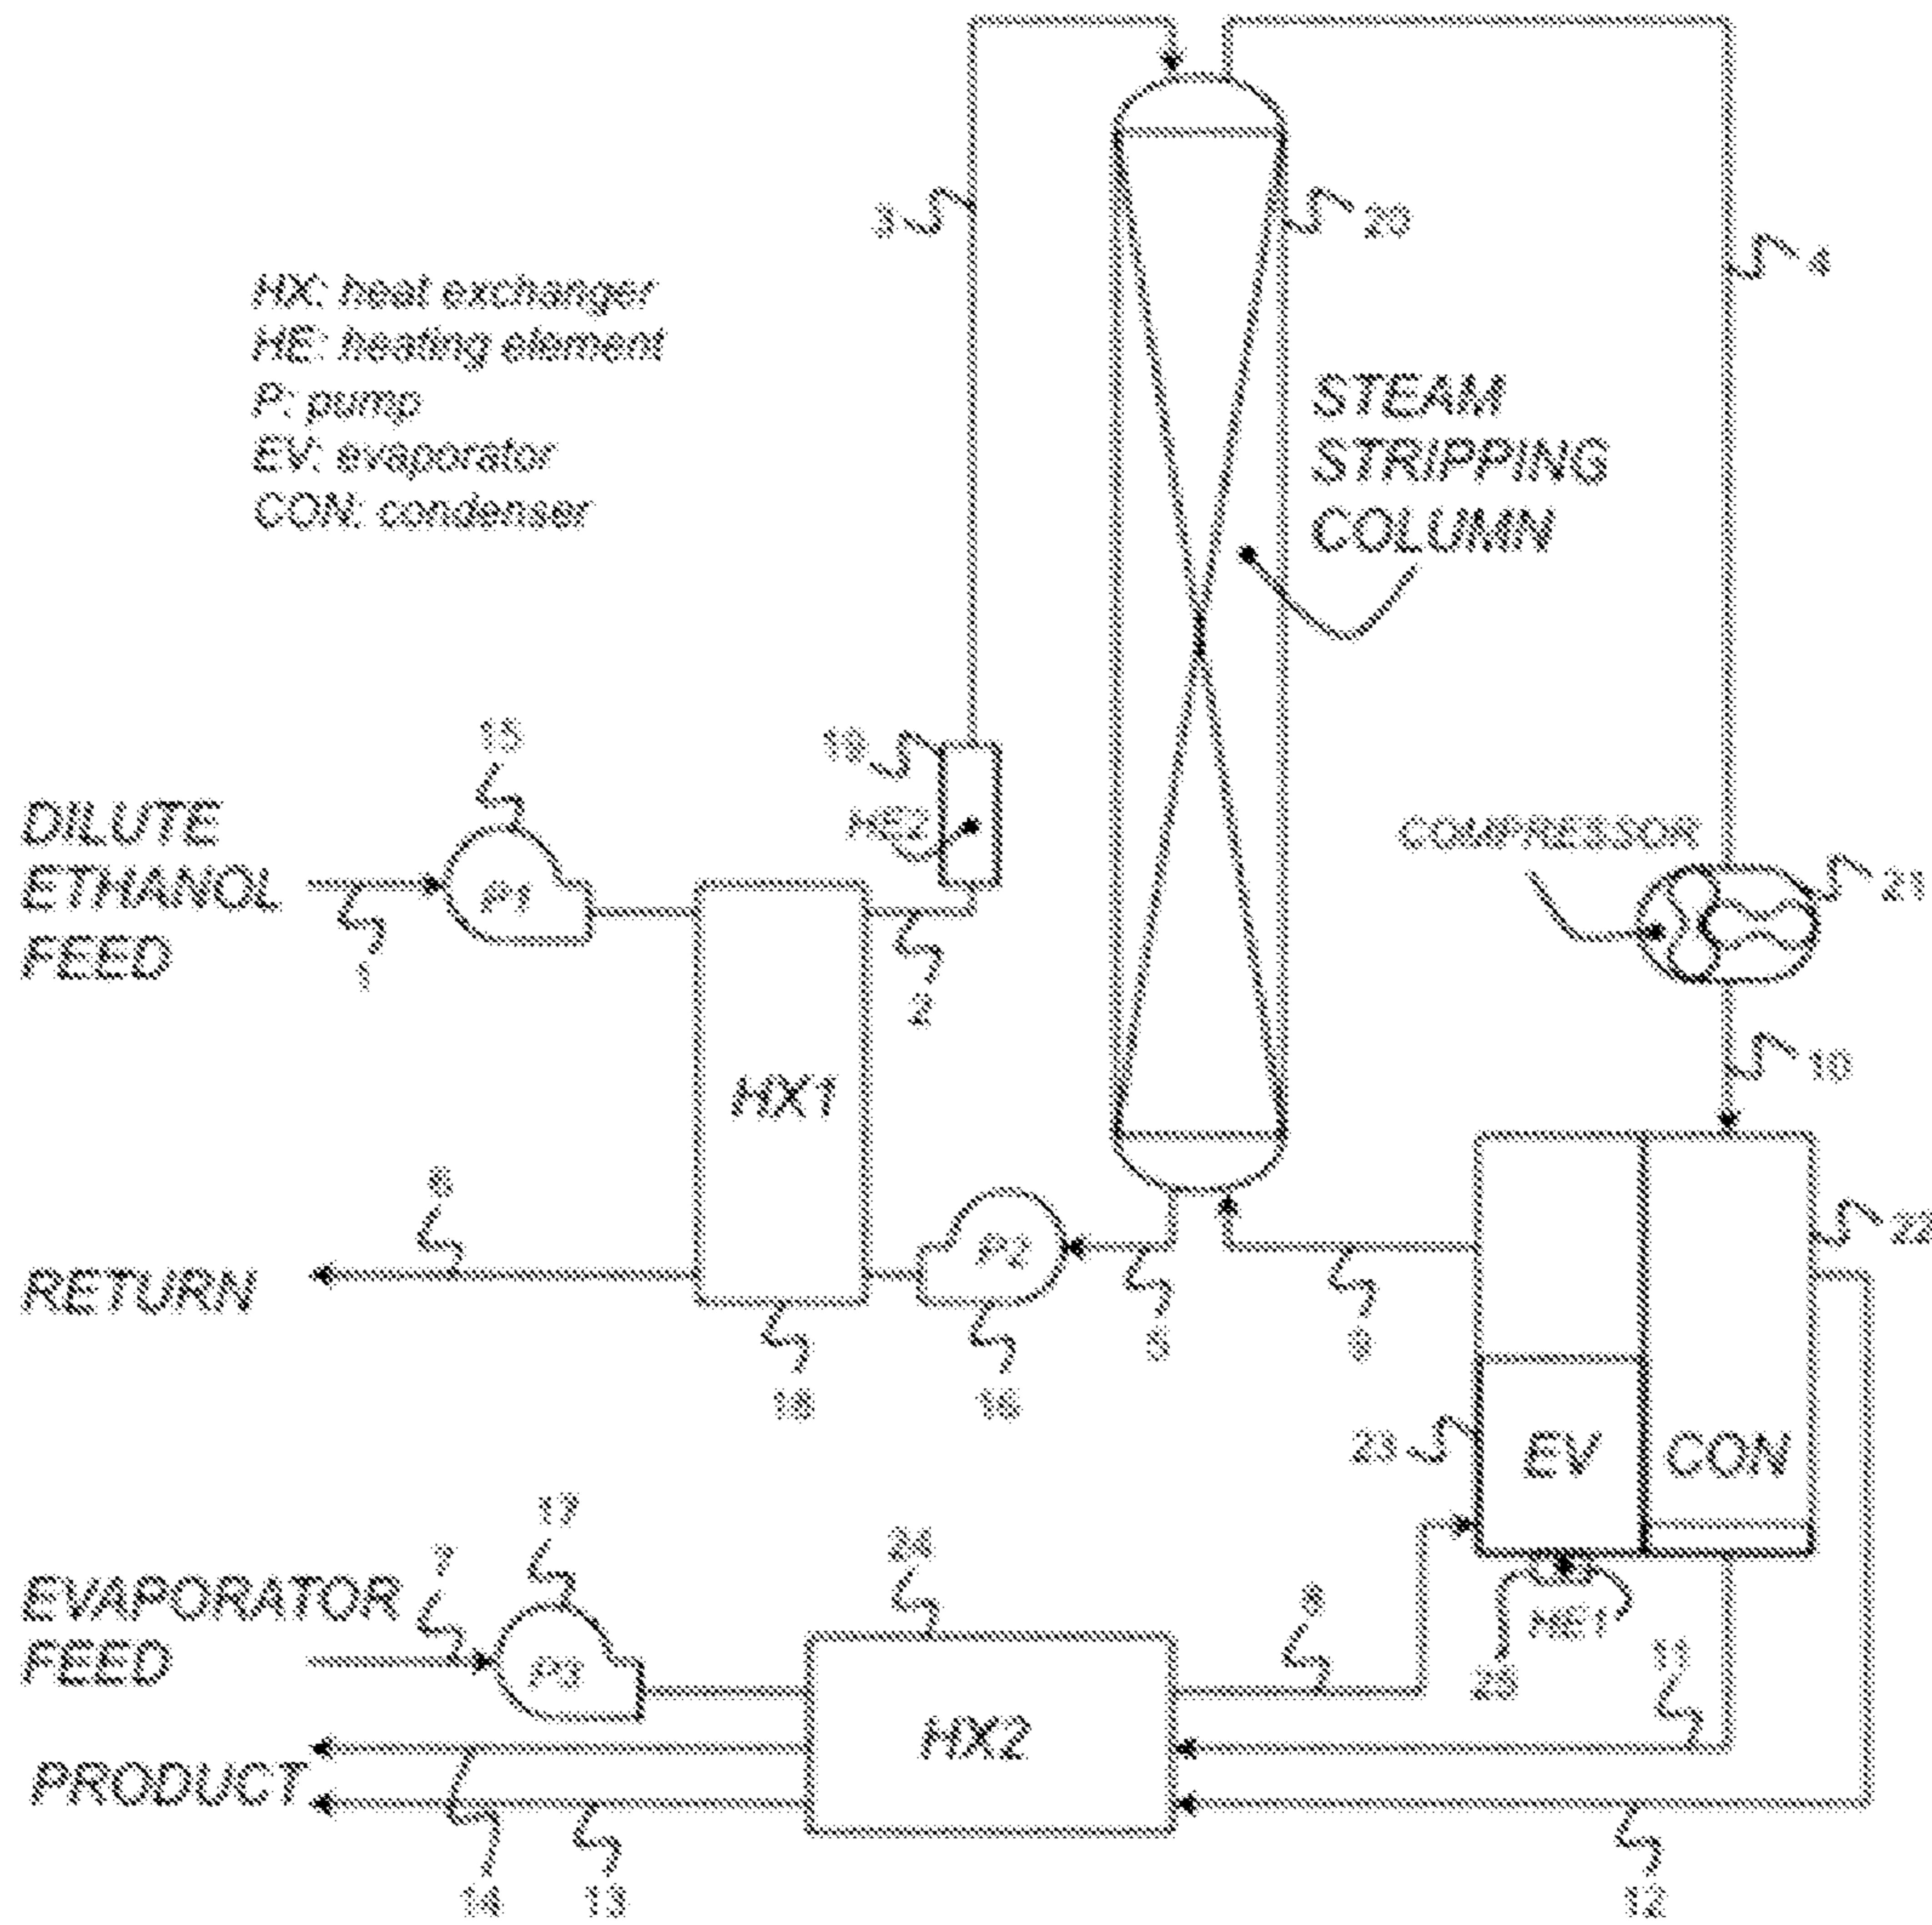 3
20
4
HX: heat exchanger
HE: heating element
P: pump
EV: evaporator
CON: condenser
STEAM
STRIPPING
COLUMN
15
19
HE2
DILUTE
ETHANOL
FEED
P1
COMPRESSOR
21
1
2
HX1
10
6
22
RETURN
P2
5
9
18
16
23
EV
CON
17
24
7
8
EVAPORATOR
FEED
P3
HE1
25
11
HX2
PRODUCT
14
13
12